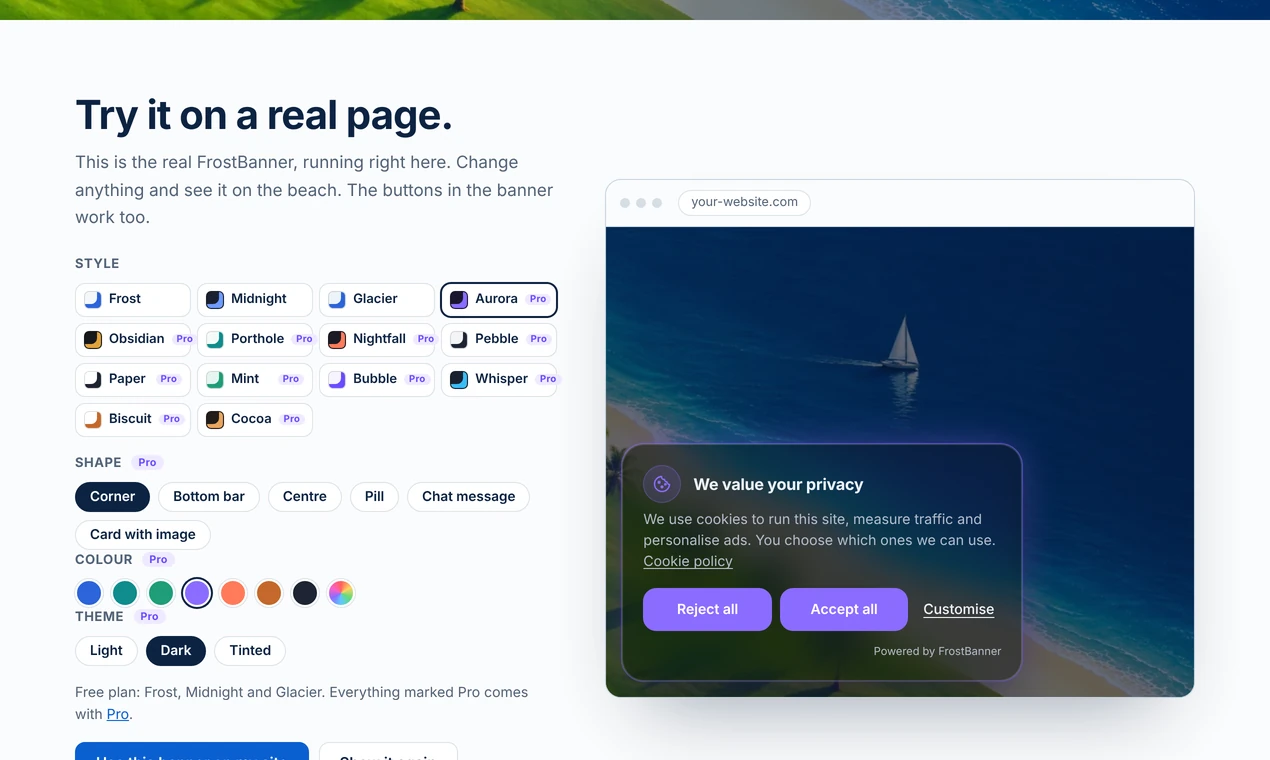 Try it on a real page.
This is the real FrostBanner, running right here. Change
anything and see it on the beach. The buttons in the banner
work too.
STYLE
Frost
Midnight
Glacier
Aurora Pro
Obsidian Pro
Porthole Pro
Nightfall Pro
Pebble Pro
Paper Pro
Mint Pro
Bubble Pro
Whisper Pro
Biscuit Pro
Cocoa Pro
SHAPE Pro
Corner
Bottom bar
Centre
Pill
Chat message
Card with image
COLOUR Pro
THEME Pro
Light
Dark
Tinted
Free plan: Frost, Midnight and Glacier. Everything marked Pro comes
with Pro.
your-website.com
We value your privacy
We use cookies to run this site, measure traffic and
personalise ads. You choose which ones we can use.
Cookie policy
Reject all
Accept all
Customise
Powered by FrostBanner